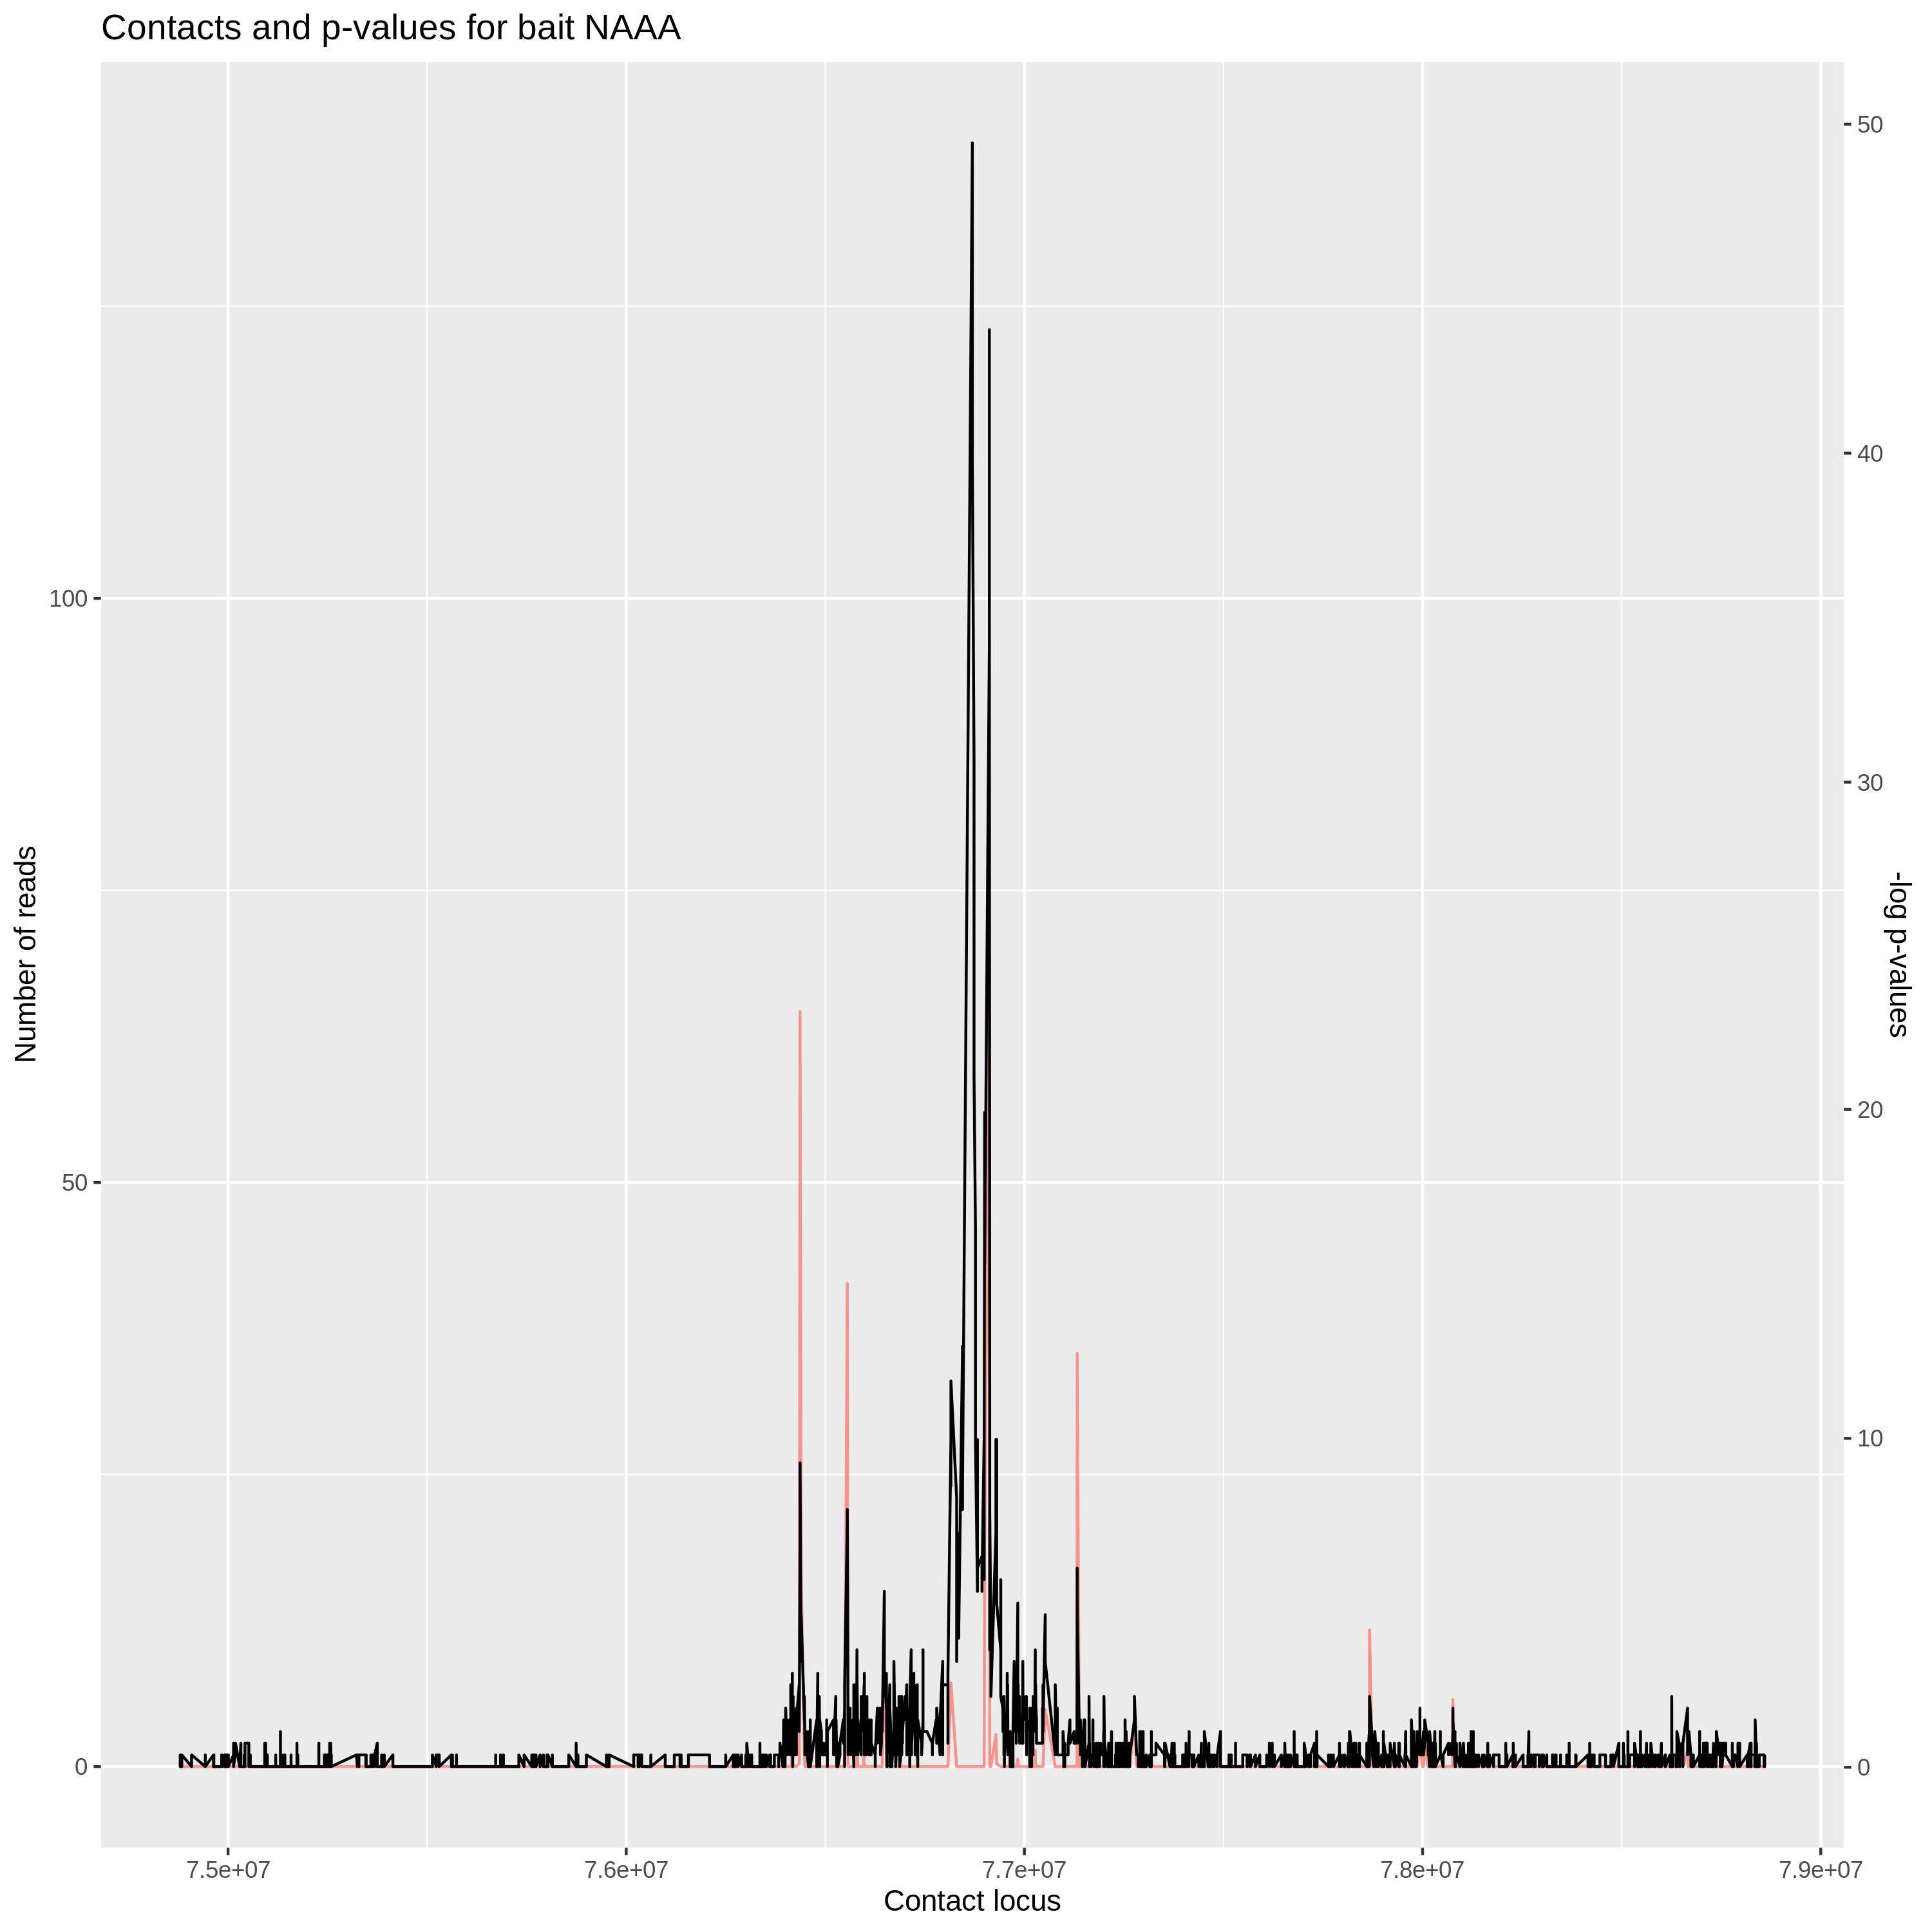 Contacts and p-values for bait NAAA
Number of reads
100
50
0
50
40
30
20
10
0
-log p-values
7.5e+07
7.6e+07
7.7e+07
7.8e+07
7.9e+07
Contact locus